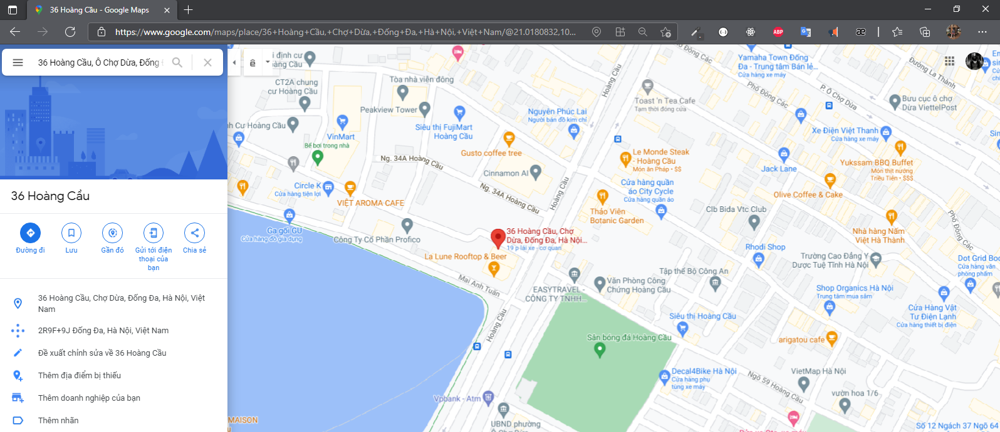 36 Hoàng Cầu - Google Maps
https://www.google.com/maps/place/36+Hoàng+Cầu,+Chợ+Dừa,+Đống+Đa,+Hà+Nội,+Việt+Nam/@21.0180832,10...
ABP
36 Hoàng Cầu, Ô Chợ Dừa, Đống
36 Hoàng Cầu
Đường đi
Lưu
Gần đó
Gửi tới điện
thoại của
bạn
Chia sẻ
36 Hoàng Cầu, Chợ Dừa, Đống Đa, Hà Nội, Việt
Nam
2R9F+9J Đống Đa, Hà Nội, Việt Nam
Đề xuất chỉnh sửa về 36 Hoàng Cầu
Thêm địa điểm bị thiếu
Thêm doanh nghiệp của bạn
Thêm nhãn
i định cư
Hoàng Cầu
CT2A chung
cư Hoàng Cầu
Tòa nhà viễn đông
Peakview Tower
h Cư Hoàng Cầu
VinMart
Bể bơi trong nhà
Siêu thị FujiMart
Hoàng Cầu
Nguyên Phúc Lai
Người bán đồ kim chỉ
Gusto coffee tree
Ng. 34A Hoàng Cầu
Cinnamon AI
Ng. 34A Hoàng Cầu
Circle K
Cửa hàng tiện lợi
VIỆT AROMA CAFE
Ga gối GU
Cửa hàng đồ gia dụng
Công Ty Cổ Phần Profico
36 Hoàng Cầu, Chợ
Dừa, Đống Đa, Hà Nội...
19 p lái xe - cơ quan
La Lune Rooftop & Beer
Mai Anh Tuấn
Hoàng Cầu
Hoàng Cầu
Hoàng Cầu
Toast 'n Tea Cafe
Tạm thời đóng cửa
Yamaha Town Đống
Đa - Trung tâm Bán lẻ...
Cửa hàng xe máy
Phố Đông Các
P. Ô Chợ Dừa
Đường La Thành
Bưu cục ô chợ
Dừa ViettelPost
Xe Điện Việt Thanh
Cửa hàng xe máy
Le Monde Steak
- Hoàng Cầu
Món ăn Pháp • $$
Jack Lane
Yukssam BBQ Buffet
Món thịt nướng
Triều Tiên • $$$
Cửa hàng quần
áo City Cycle
Cửa hàng quần áo
Olive Coffee & Cake
Thảo Viên
Botanic Garden
Clb Bida Vtc Club
Phố Đông Các
Nhà hàng Nấm
Việt Hà Thành
Rhodi Shop
Trường Cao Đẳng Y
Dược Tuệ Tĩnh Hà Nội
Dot Grid Boo
Cửa hàng văn
phòng phẩm
Tập thể Bộ Công An
Văn Phòng Công
Chứng Hoàng Cầu
EASYTRAVEL -
CÔNG TY TNHH...
Shop Organics Hà Nội
Trung tâm mua sắm
Cửa Hàng Vật
Tư Điện Lạnh
Cửa hàng thiết bị điện
Siêu thị Hoàng Cầu
Sân bóng đá Hoàng Cầu
arigatou cafe
Decal4Bike Hà Nội
Cửa hàng phụ
tùng xe máy
VietMap Hà Nội
Ngõ 59 Hoàng Cầu
vườn hoa 1/6
Vpbank - Atm
UBND phường
Ô Chợ Dừa
MAISON
Số 12 Ngách 37 Ngõ 64